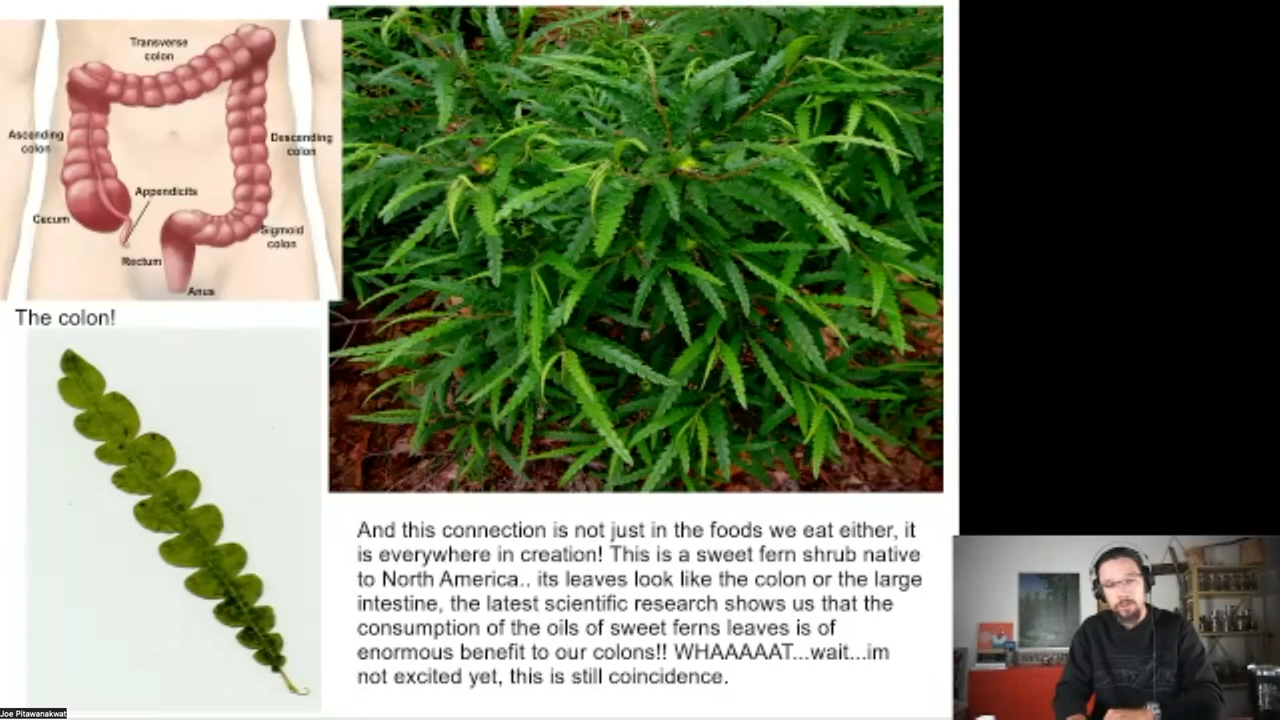 Transverse
colon
Ascending
colon
Descending
colon
Appendicits
Cecum
Sigmoid
colon
Rectum
Anus
The colon!
And this connection is not just in the foods we eat either, it
is everywhere in creation! This is a sweet fern shrub native
to North America.. its leaves look like the colon or the large
intestine, the latest scientific research shows us that the
consumption of the oils of sweet ferns leaves is of
enormous benefit to our colons!! WHAAAAAT...wait...im
not excited yet, this is still coincidence.
Joe Pitawanakwat